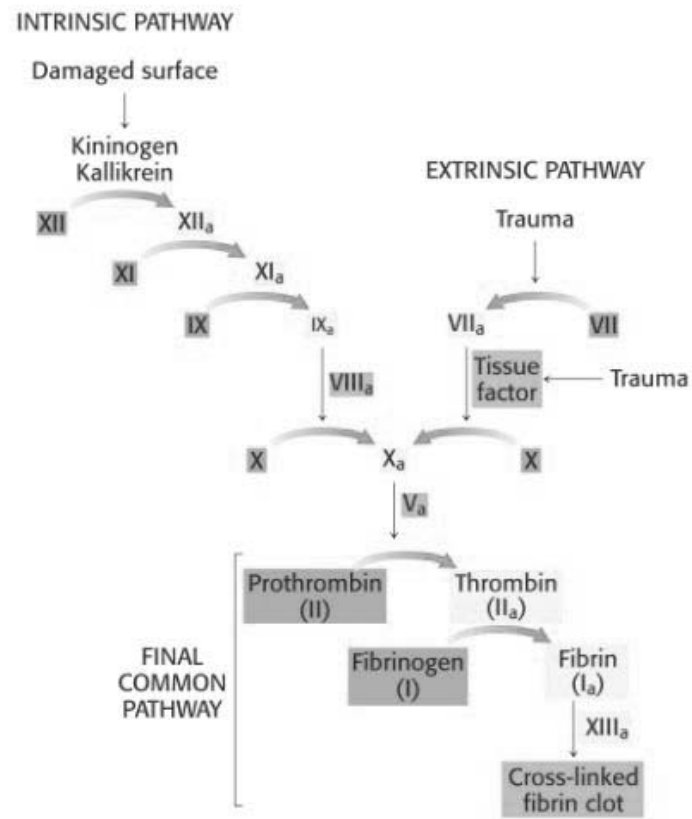 INTRINSIC PATHWAY
Damaged surface
Kininogen
Kallikrein
EXTRINSIC PATHWAY
Trauma
XII
XIIₐ
XI
XIₐ
IX
IXₐ
VIIₐ
VII
VIIIₐ
Tissue
factor
Trauma
X
Xₐ
X
Vₐ
Prothrombin
(II)
Thrombin
(IIₐ)
FINAL
COMMON
PATHWAY
Fibrinogen
(I)
Fibrin
(Iₐ)
XIIIₐ
Cross-linked
fibrin clot